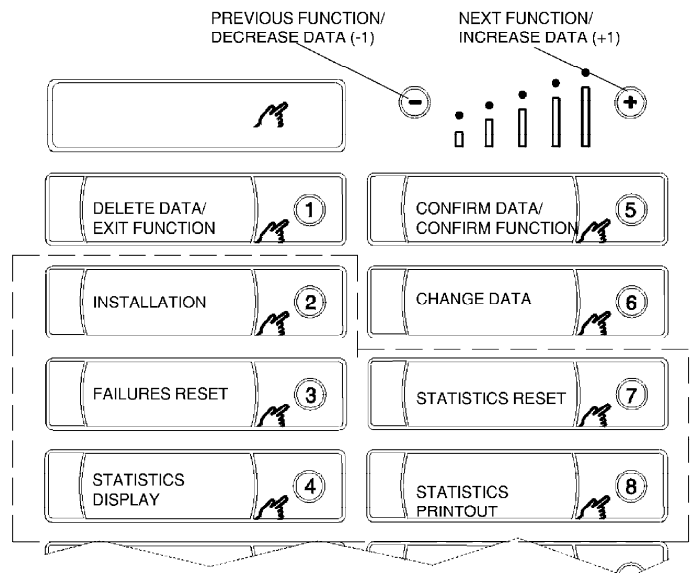 PREVIOUS FUNCTION/
DECREASE DATA (-1)
NEXT FUNCTION/
INCREASE DATA (+1)
-
+
DELETE DATA/
EXIT FUNCTION
1
CONFIRM DATA/
CONFIRM FUNCTION
5
INSTALLATION
2
CHANGE DATA
6
FAILURES RESET
3
STATISTICS RESET
7
STATISTICS
DISPLAY
4
STATISTICS
PRINTOUT
8